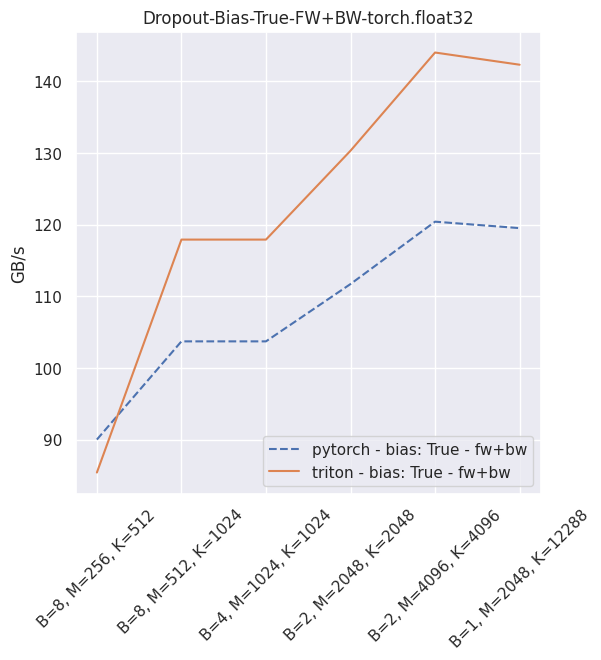 Dropout-Bias-True-FW+BW-torch.float32
GB/s
140
130
120
110
100
90
pytorch - bias: True - fw+bw
triton - bias: True - fw+bw
B=8, M=256, K=512
B=8, M=512, K=1024
B=4, M=1024, K=1024
B=2, M=2048, K=2048
B=2, M=4096, K=4096
B=1, M=2048, K=12288